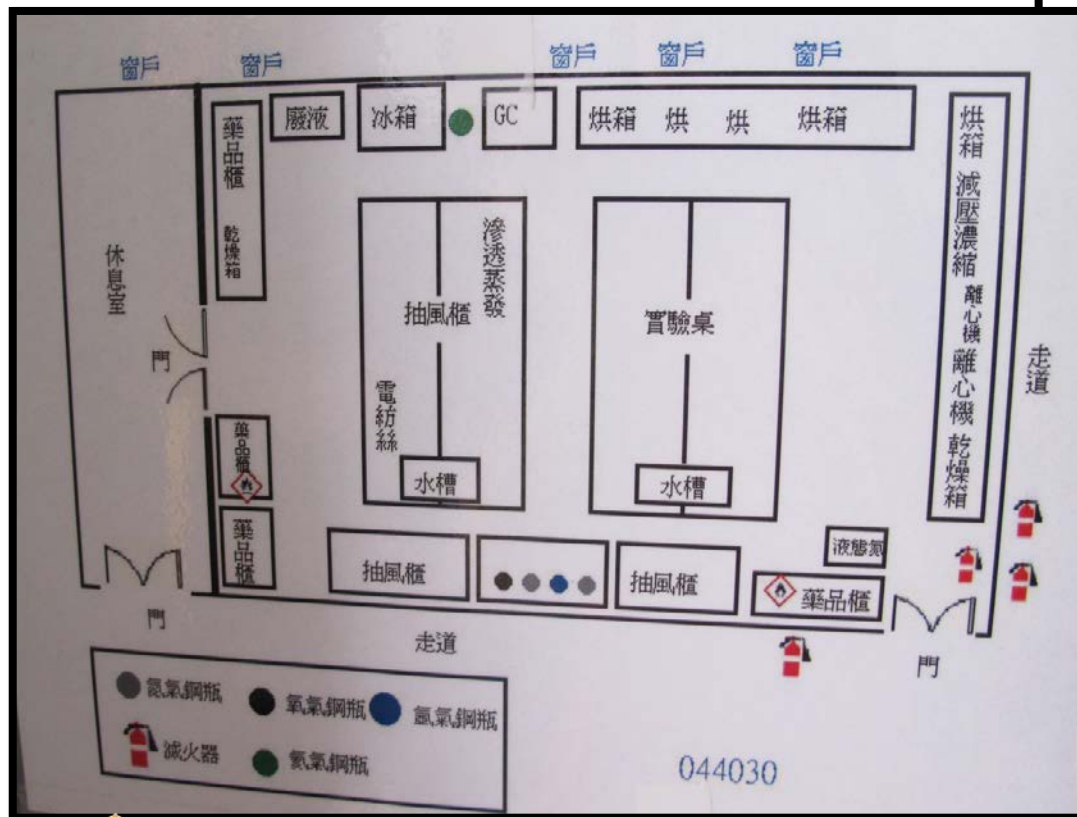 窗戶
窗戶
窗戶
窗戶
窗戶
藥品櫃
乾燥箱
廢液
冰箱
GC
烘箱 烘 烘 烘箱
烘箱
減壓濃縮
離心機
離心機
乾燥箱
休息室
門
抽風櫃
滲透蒸發
電紡絲
水槽
實驗桌
水槽
走道
藥品櫃
藥品櫃
抽風櫃
抽風櫃
液態氮
藥品櫃
門
走道
門
氮氣鋼瓶
氧氣鋼瓶
氬氣鋼瓶
滅火器
氦氣鋼瓶
044030